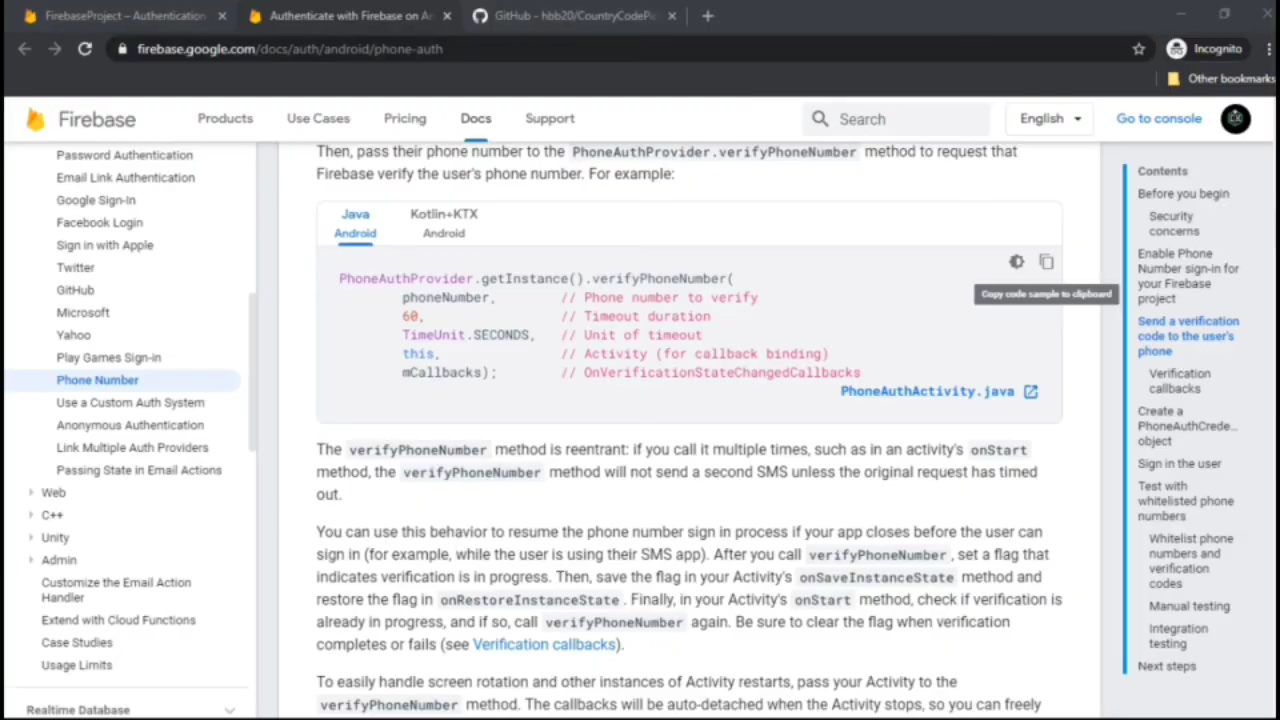 FirebaseProject – Authentication
Authenticate with Firebase on An
GitHub - hbb20/CountryCodePi
firebase.google.com/docs/auth/android/phone-auth
Incognito
Other bookmarks
Firebase
Products
Use Cases
Pricing
Docs
Support
Search
English
Go to console
Password Authentication
Email Link Authentication
Google Sign-In
Facebook Login
Sign in with Apple
Twitter
GitHub
Microsoft
Yahoo
Play Games Sign-in
Phone Number
Use a Custom Auth System
Anonymous Authentication
Link Multiple Auth Providers
Passing State in Email Actions
Web
C++
Unity
Admin
Customize the Email Action
Handler
Extend with Cloud Functions
Case Studies
Usage Limits
Realtime Database
Then, pass their phone number to the PhoneAuthProvider.verifyPhoneNumber method to request that
Firebase verify the user's phone number. For example:
Java
Android
Kotlin+KTX
Android
Copy code sample to clipboard
PhoneAuthProvider.getInstance().verifyPhoneNumber(
phoneNumber, // Phone number to verify
60, // Timeout duration
TimeUnit.SECONDS, // Unit of timeout
this, // Activity (for callback binding)
mCallbacks); // OnVerificationStateChangedCallbacks
PhoneAuthActivity.java
The verifyPhoneNumber method is reentrant: if you call it multiple times, such as in an activity's onStart
method, the verifyPhoneNumber method will not send a second SMS unless the original request has timed
out.
You can use this behavior to resume the phone number sign in process if your app closes before the user can
sign in (for example, while the user is using their SMS app). After you call verifyPhoneNumber, set a flag that
indicates verification is in progress. Then, save the flag in your Activity's onSaveInstanceState method and
restore the flag in onRestoreInstanceState. Finally, in your Activity's onStart method, check if verification is
already in progress, and if so, call verifyPhoneNumber again. Be sure to clear the flag when verification
completes or fails (see Verification callbacks).
To easily handle screen rotation and other instances of Activity restarts, pass your Activity to the
verifyPhoneNumber method. The callbacks will be auto-detached when the Activity stops, so you can freely
Contents
Before you begin
Security
concerns
Enable Phone
Number sign-in for
your Firebase
project
Send a verification
code to the user's
phone
Verification
callbacks
Create a
PhoneAuthCrede...
object
Sign in the user
Test with
whitelisted phone
numbers
Whitelist phone
numbers and
verification
codes
Manual testing
Integration
testing
Next steps